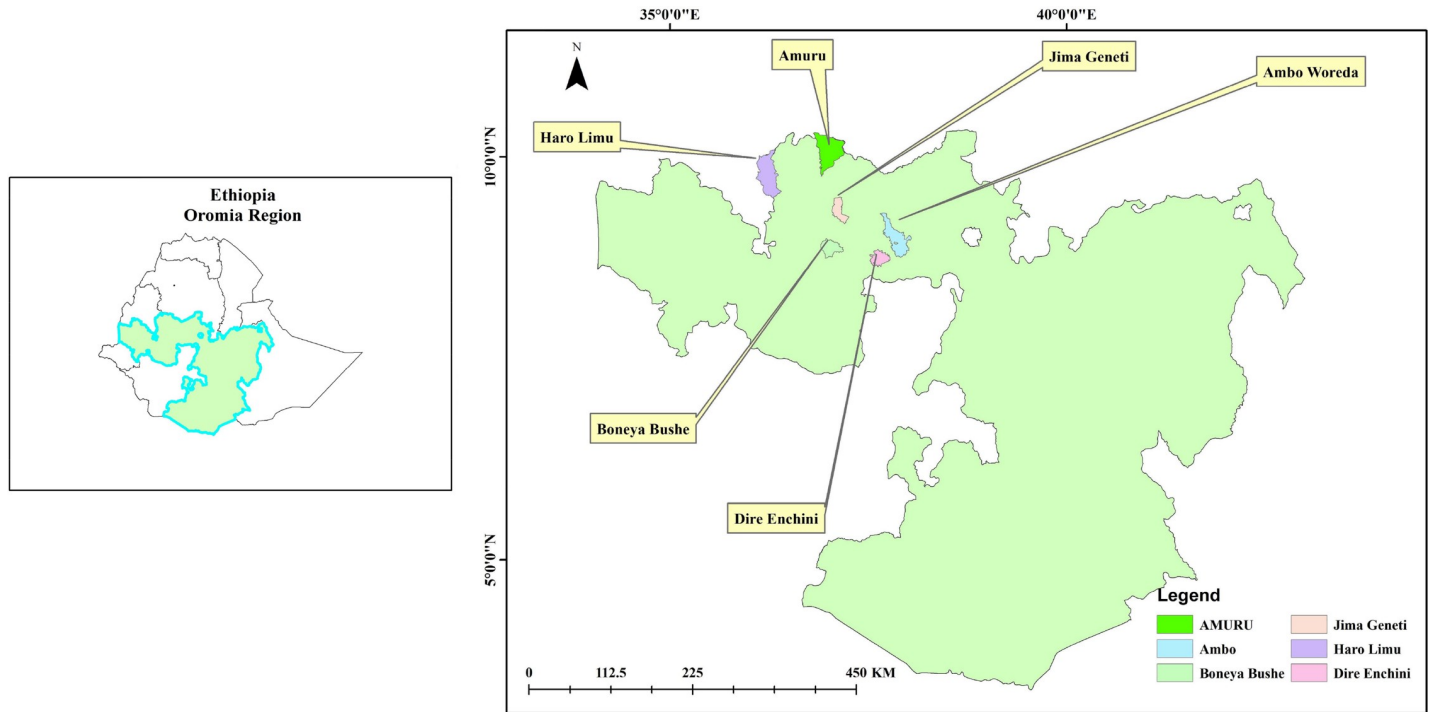 Ethiopia
Oromia Region
35°0'0"E
40°0'0"E
10°0'0"N
5°0'0"N
N
Amuru
Jima Geneti
Ambo Woreda
Haro Limu
Boneya Bushe
Dire Enchini
Legend
AMURU
Jima Geneti
Ambo
Haro Limu
Boneya Bushe
Dire Enchini
0 112.5 225 450 KM